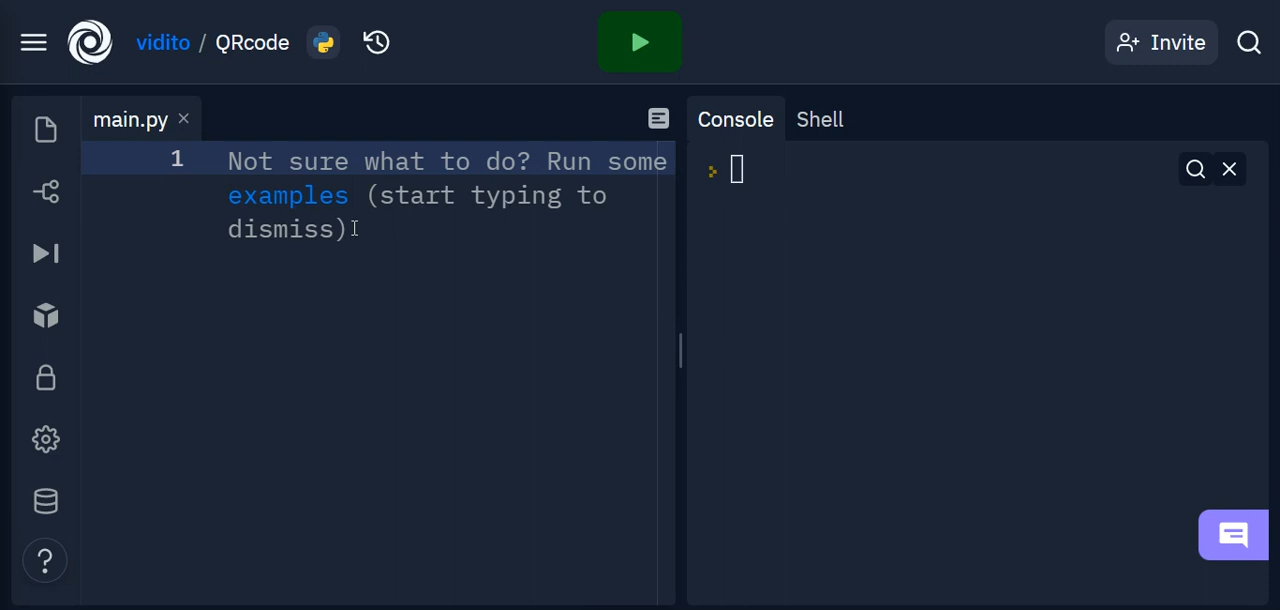 vidito / QRcode
Invite
main.py
Console
Shell
1
Not sure what to do? Run some
examples (start typing to
dismiss)
?